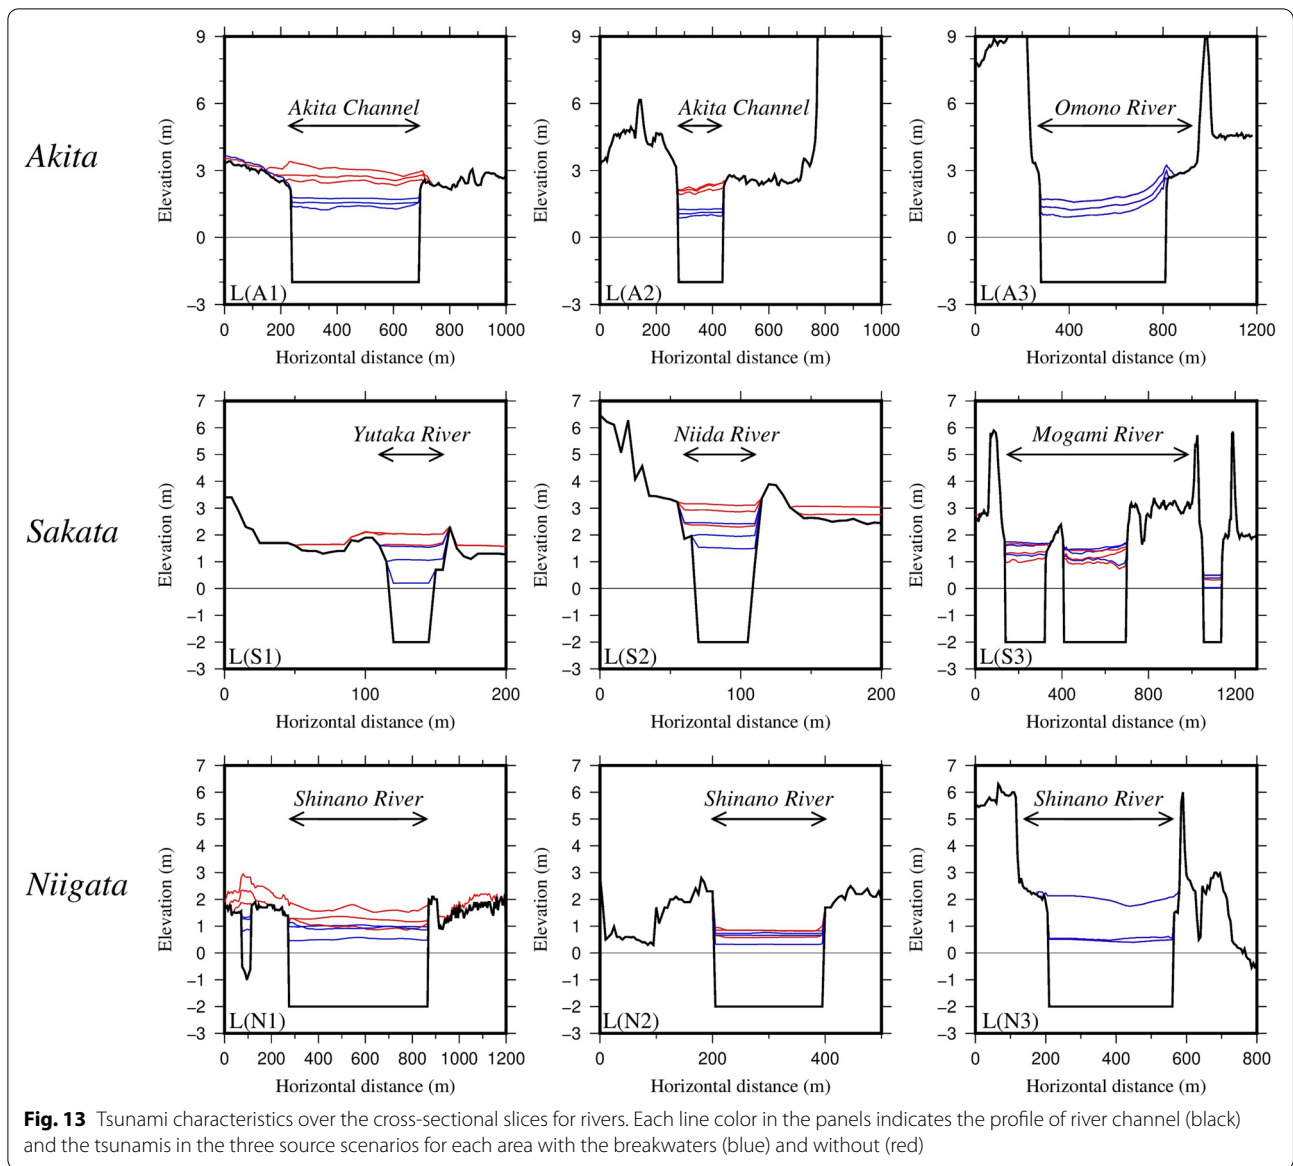 Akita
Elevation (m)
9
6
3
0
−3
Akita Channel
L(A1)
0 200 400 600 800 1000
Horizontal distance (m)
Elevation (m)
9
6
3
0
−3
Akita Channel
L(A2)
0 200 400 600 800 1000
Horizontal distance (m)
Elevation (m)
9
6
3
0
−3
Omono River
L(A3)
0 400 800 1200
Horizontal distance (m)
Sakata
Elevation (m)
7
6
5
4
3
2
1
0
−1
−2
−3
Yutaka River
L(S1)
0 100 200
Horizontal distance (m)
Elevation (m)
7
6
5
4
3
2
1
0
−1
−2
−3
Niida River
L(S2)
0 100 200
Horizontal distance (m)
Elevation (m)
7
6
5
4
3
2
1
0
−1
−2
−3
Mogami River
L(S3)
0 400 800 1200
Horizontal distance (m)
Niigata
Elevation (m)
7
6
5
4
3
2
1
0
−1
−2
−3
Shinano River
L(N1)
0 200 400 600 800 1000 1200
Horizontal distance (m)
Elevation (m)
7
6
5
4
3
2
1
0
−1
−2
−3
Shinano River
L(N2)
0 200 400
Horizontal distance (m)
Elevation (m)
7
6
5
4
3
2
1
0
−1
−2
−3
Shinano River
L(N3)
0 200 400 600 800
Horizontal distance (m)
Fig. 13 Tsunami characteristics over the cross-sectional slices for rivers. Each line color in the panels indicates the profile of river channel (black)
and the tsunamis in the three source scenarios for each area with the breakwaters (blue) and without (red)